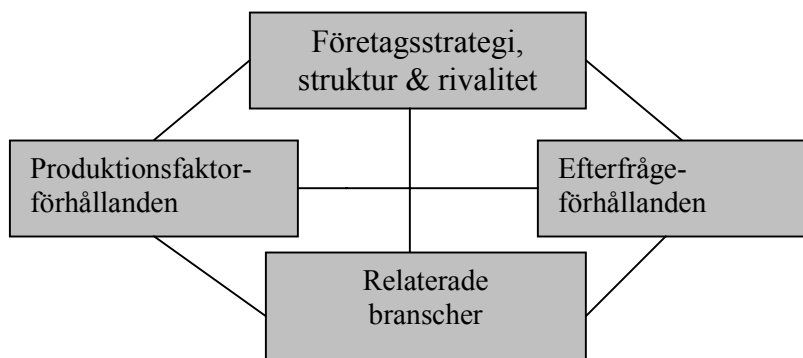 Företagsstrategi,
struktur & rivalitet
Produktionsfaktor-
förhållanden
Efterfråge-
förhållanden
Relaterade
branscher